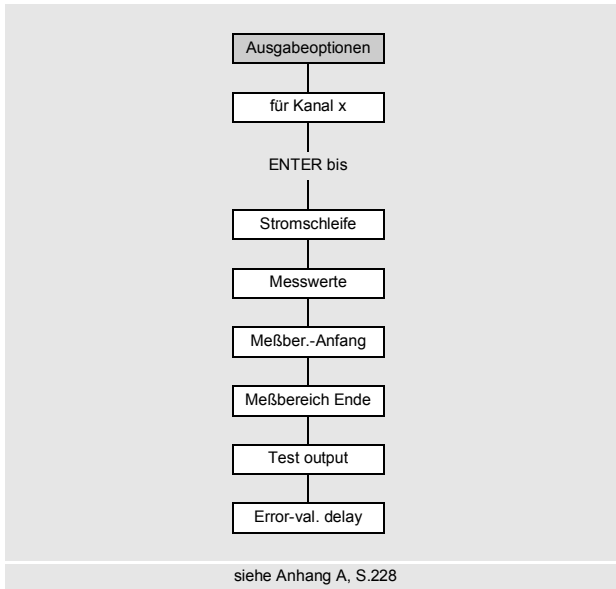 Ausgabeoptionen
für Kanal x
ENTER bis
Stromschleife
Messwerte
Meßber.-Anfang
Meßbereich Ende
Test output
Error-val. delay
siehe Anhang A, S.228